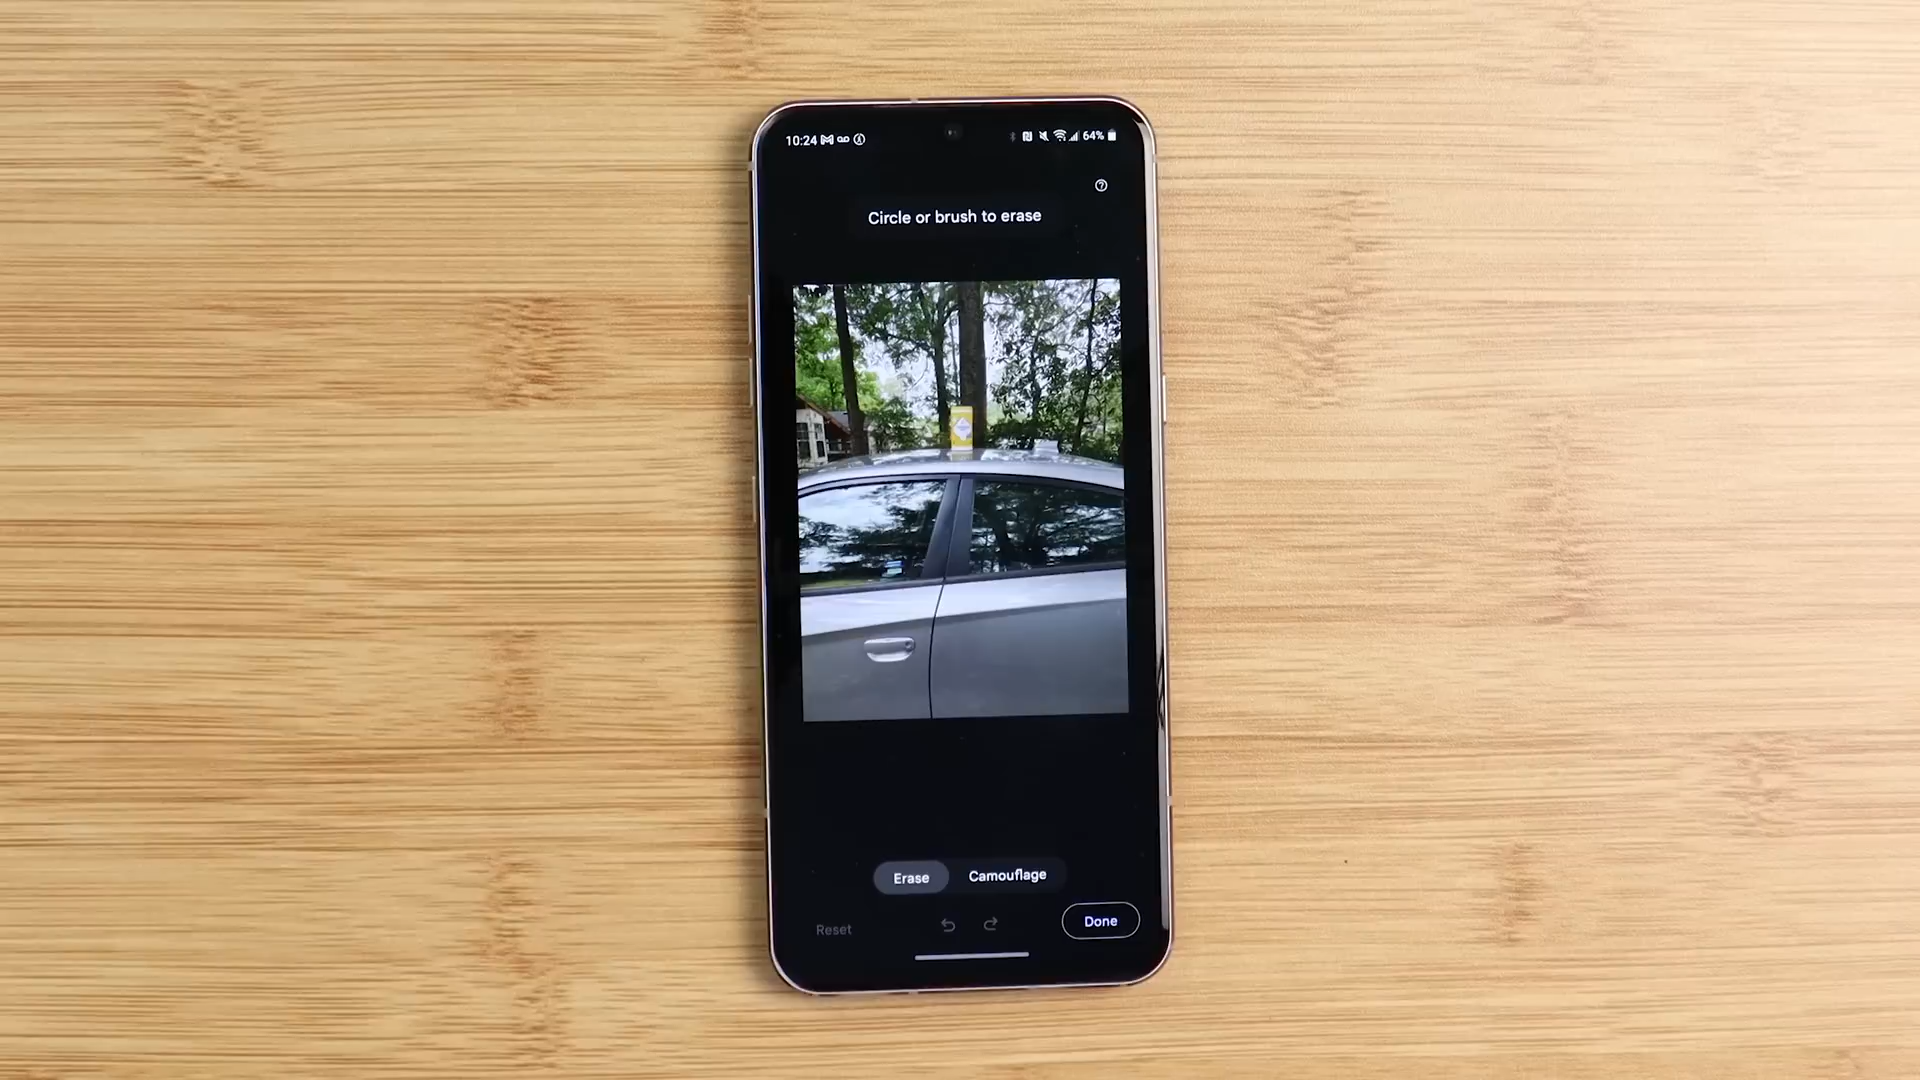 10:24
64%
Circle or brush to erase
Erase
Camouflage
Reset
Done